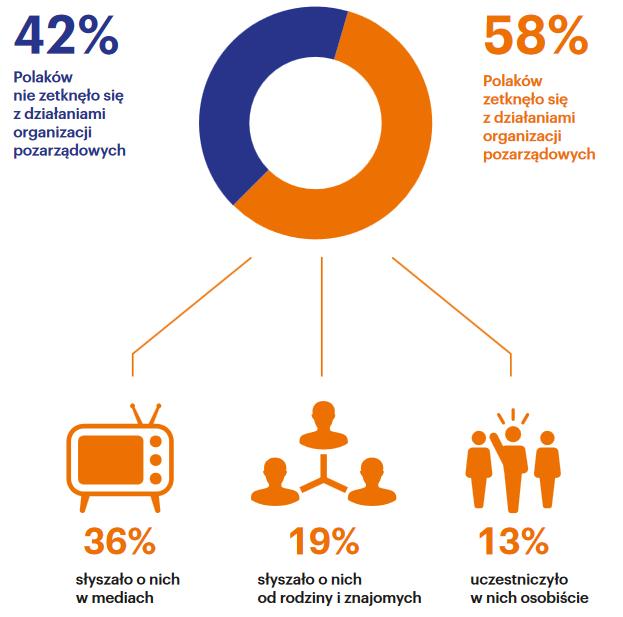 42%
Polaków
nie zetknęło się
z działaniami
organizacji
pozarządowych
58%
Polaków
zetknęło się
z działaniami
organizacji
pozarządowych
36%
słyszało o nich
w mediach
19%
słyszało o nich
od rodziny i znajomych
13%
uczestniczyło
w nich osobiście